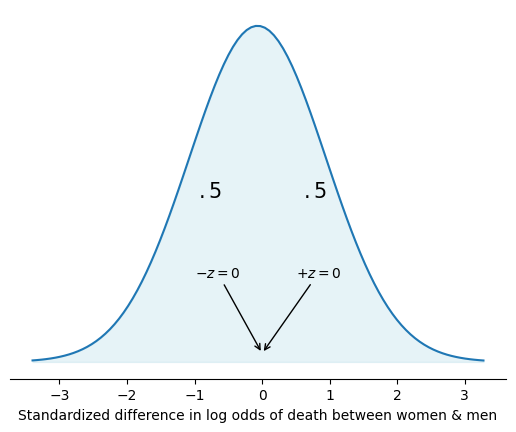 .5 .5
−z = 0 +z = 0
−3 −2 −1 0 1 2 3
Standardized difference in log odds of death between women & men